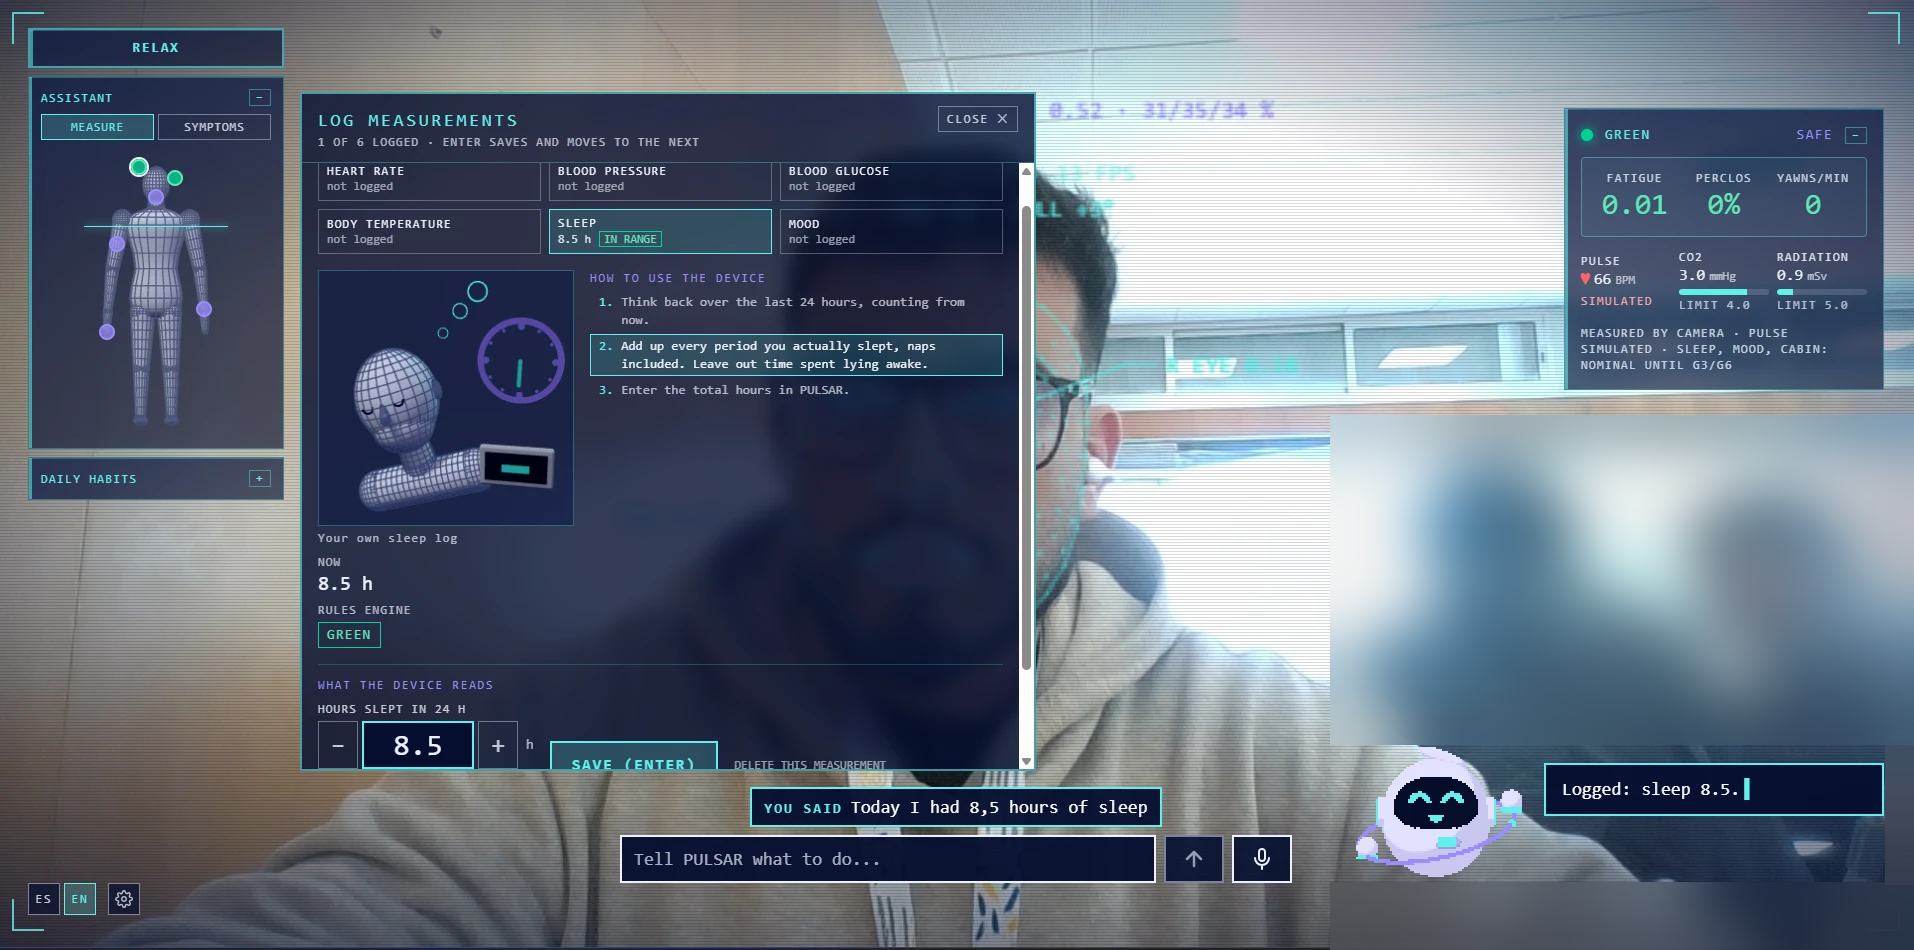 RELAX
ASSISTANT
−
MEASURE
SYMPTOMS
DAILY HABITS
+
LOG MEASUREMENTS
1 OF 6 LOGGED · ENTER SAVES AND MOVES TO THE NEXT
CLOSE ✕
HEART RATE
not logged
BLOOD PRESSURE
not logged
BLOOD GLUCOSE
not logged
BODY TEMPERATURE
not logged
SLEEP
8.5 h IN RANGE
MOOD
not logged
HOW TO USE THE DEVICE
1. Think back over the last 24 hours, counting from
now.
2. Add up every period you actually slept, naps
included. Leave out time spent lying awake.
3. Enter the total hours in PULSAR.
Your own sleep log
NOW
8.5 h
RULES ENGINE
GREEN
WHAT THE DEVICE READS
HOURS SLEPT IN 24 H
− 8.5 + h
SAVE (ENTER)
DELETE THIS MEASUREMENT
0.52 · 31/35/34 %
FPS
GREEN
SAFE −
FATIGUE
0.01
PERCLOS
0%
YAWNS/MIN
0
PULSE
♥66 BPM
SIMULATED
CO2
3.0 mmHg
LIMIT 4.0
RADIATION
0.9 mSv
LIMIT 5.0
MEASURED BY CAMERA · PULSE
SIMULATED · SLEEP, MOOD, CABIN:
NOMINAL UNTIL G3/G6
YOU SAID Today I had 8,5 hours of sleep
Tell PULSAR what to do...
Logged: sleep 8.5.
ES
EN